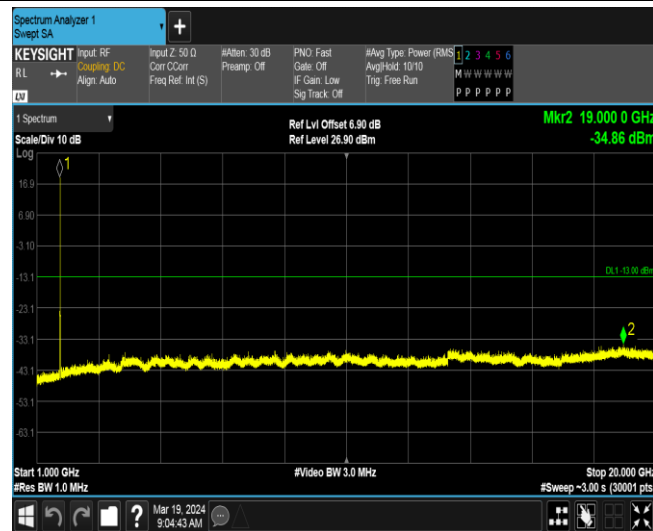 Spectrum Analyzer 1
Swept SA
KEYSIGHT
RL
LXI
Input: RF
Coupling: DC
Align: Auto
Input Z: 50 Ω
Corr CCorr
Freq Ref: Int (S)
#Atten: 30 dB
Preamp: Off
PNO: Fast
Gate: Off
IF Gain: Low
Sig Track: Off
#Avg Type: Power (RMS
Avg|Hold: 10/10
Trig: Free Run
1 2 3 4 5 6
M W W W W W
P P P P P P
1 Spectrum
Scale/Div 10 dB
Log
Ref Lvl Offset 6.90 dB
Ref Level 26.90 dBm
Mkr2 19.000 0 GHz
-34.86 dBm
1
16.9
6.90
-3.10
-13.1
DL1 -13.00 dBm
-23.1
-33.1
2
-43.1
-53.1
-63.1
Start 1.000 GHz
#Res BW 1.0 MHz
#Video BW 3.0 MHz
Stop 20.000 GHz
#Sweep ~3.00 s (30001 pts
?
Mar 19, 2024
9:04:43 AM